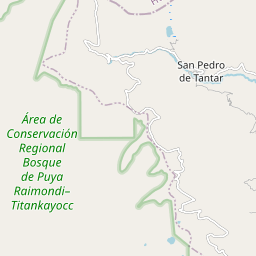 San Pedro
de Tantar
Área de
Conservación
Regional
Bosque
de Puya
Raimondi–
Titankayocc